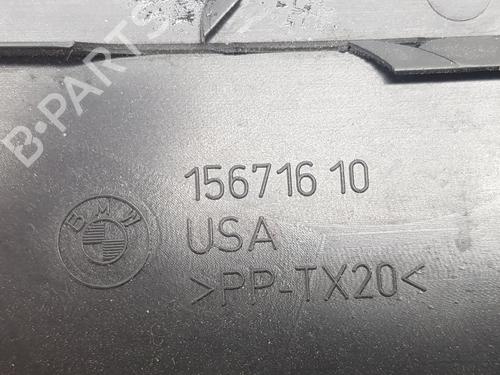 B-PARTS
BMW
156716 10
USA
>PP-TX20<